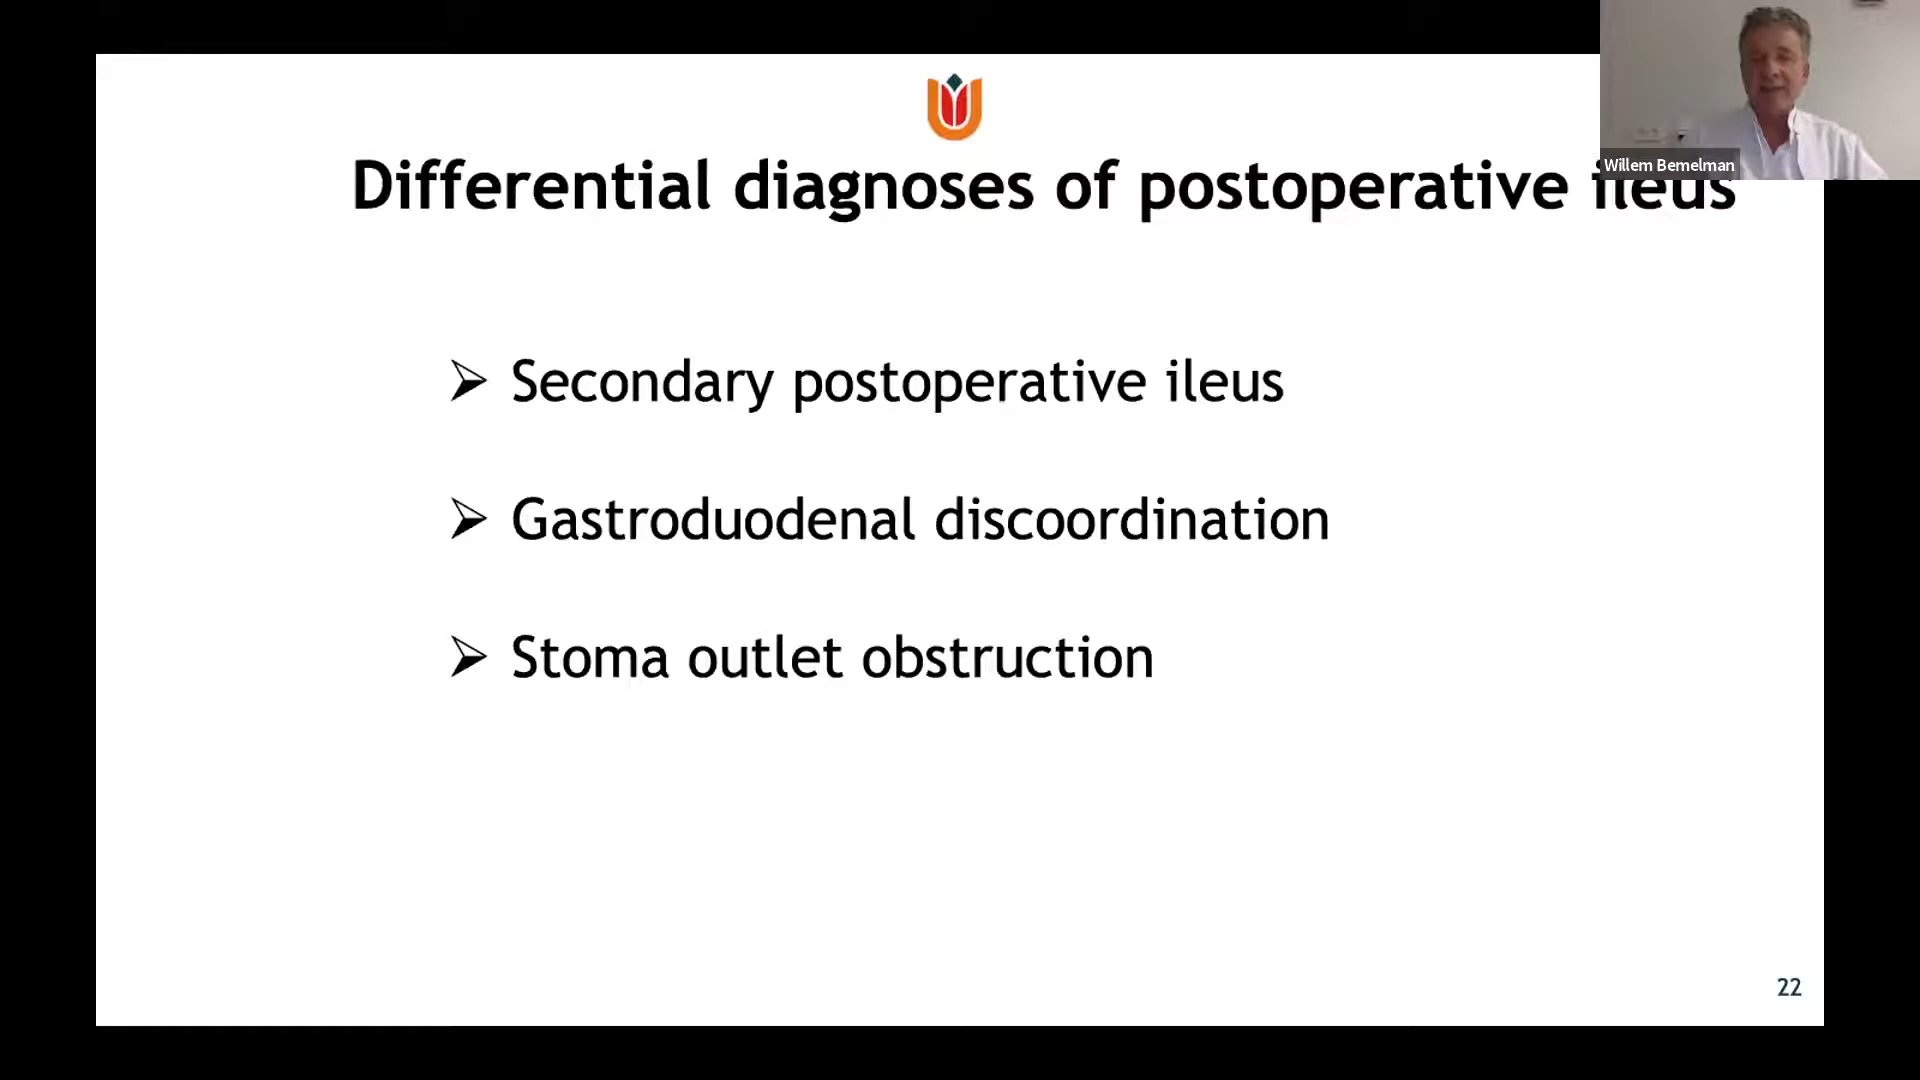 Willem Bemelman
Differential diagnoses of postoperative ileus
➢ Secondary postoperative ileus
➢ Gastroduodenal discoordination
➢ Stoma outlet obstruction
22